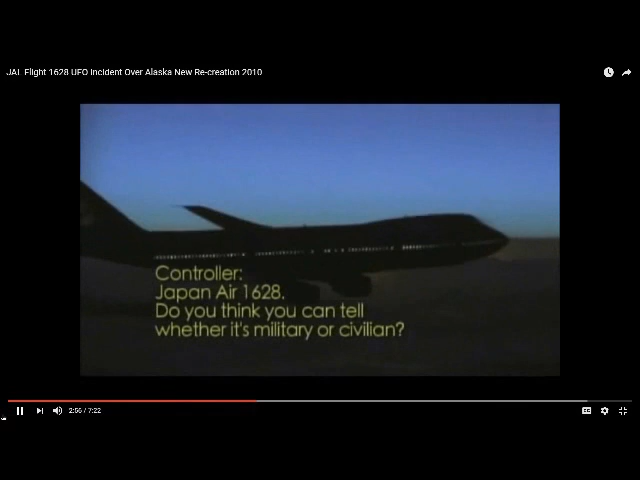 JAL Flight 1628 UFO Incident Over Alaska New Re-creation 2010
Controller:
Japan Air 1628.
Do you think you can tell
whether it's military or civilian?
2:56 / 7:22